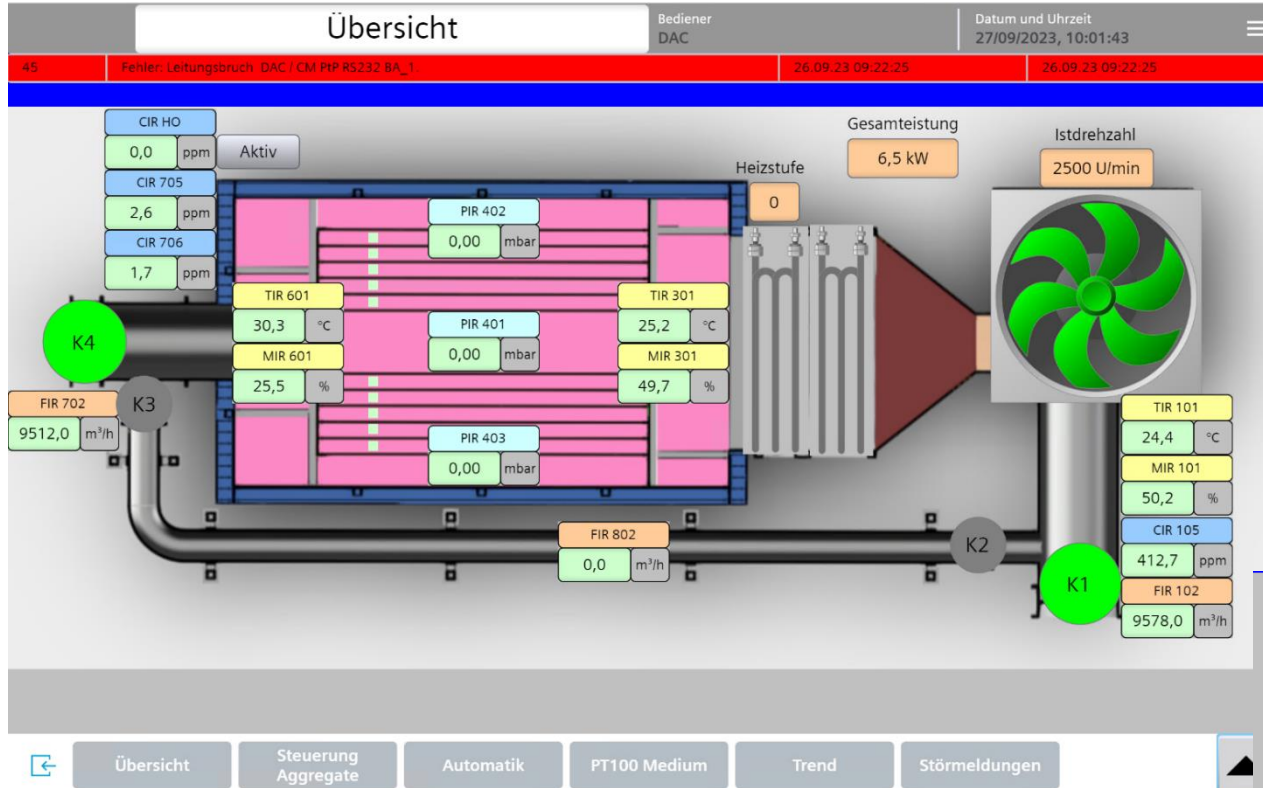 Übersicht
Bediener
DAC
Datum und Uhrzeit
27/09/2023, 10:01:43
45 Fehler: Leitungsbruch DAC / CM PtP RS232 BA_1. 26.09.23 09:22:25 26.09.23 09:22:25
CIR HO
0,0 ppm Aktiv
CIR 705
2,6 ppm
CIR 706
1,7 ppm
Gesamteistung
6,5 kW
Istdrehzahl
2500 U/min
Heizstufe
0
PIR 402
0,00 mbar
TIR 601
30,3 °C
MIR 601
25,5 %
PIR 401
0,00 mbar
TIR 301
25,2 °C
MIR 301
49,7 %
PIR 403
0,00 mbar
K4
K3
FIR 702
9512,0 m³/h
FIR 802
0,0 m³/h
K2
K1
TIR 101
24,4 °C
MIR 101
50,2 %
CIR 105
412,7 ppm
FIR 102
9578,0 m³/h
Übersicht
Steuerung
Aggregate
Automatik
PT100 Medium
Trend
Störmeldungen